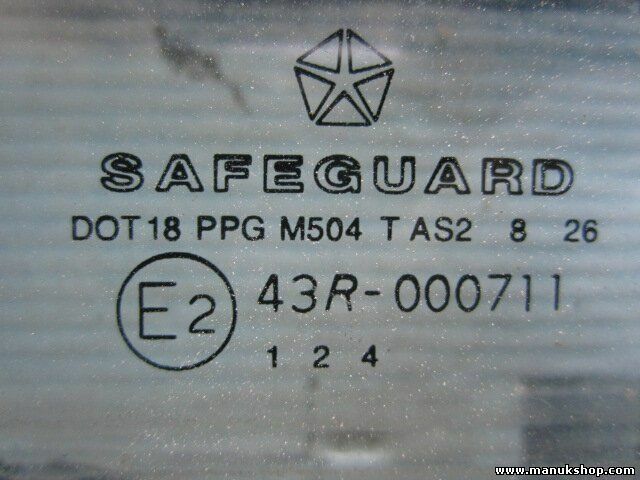 SAFEGUARD
DOT 18 PPG M504 T AS2 8 26
E2 43R-000711
1 2 4
www.manukshop.com